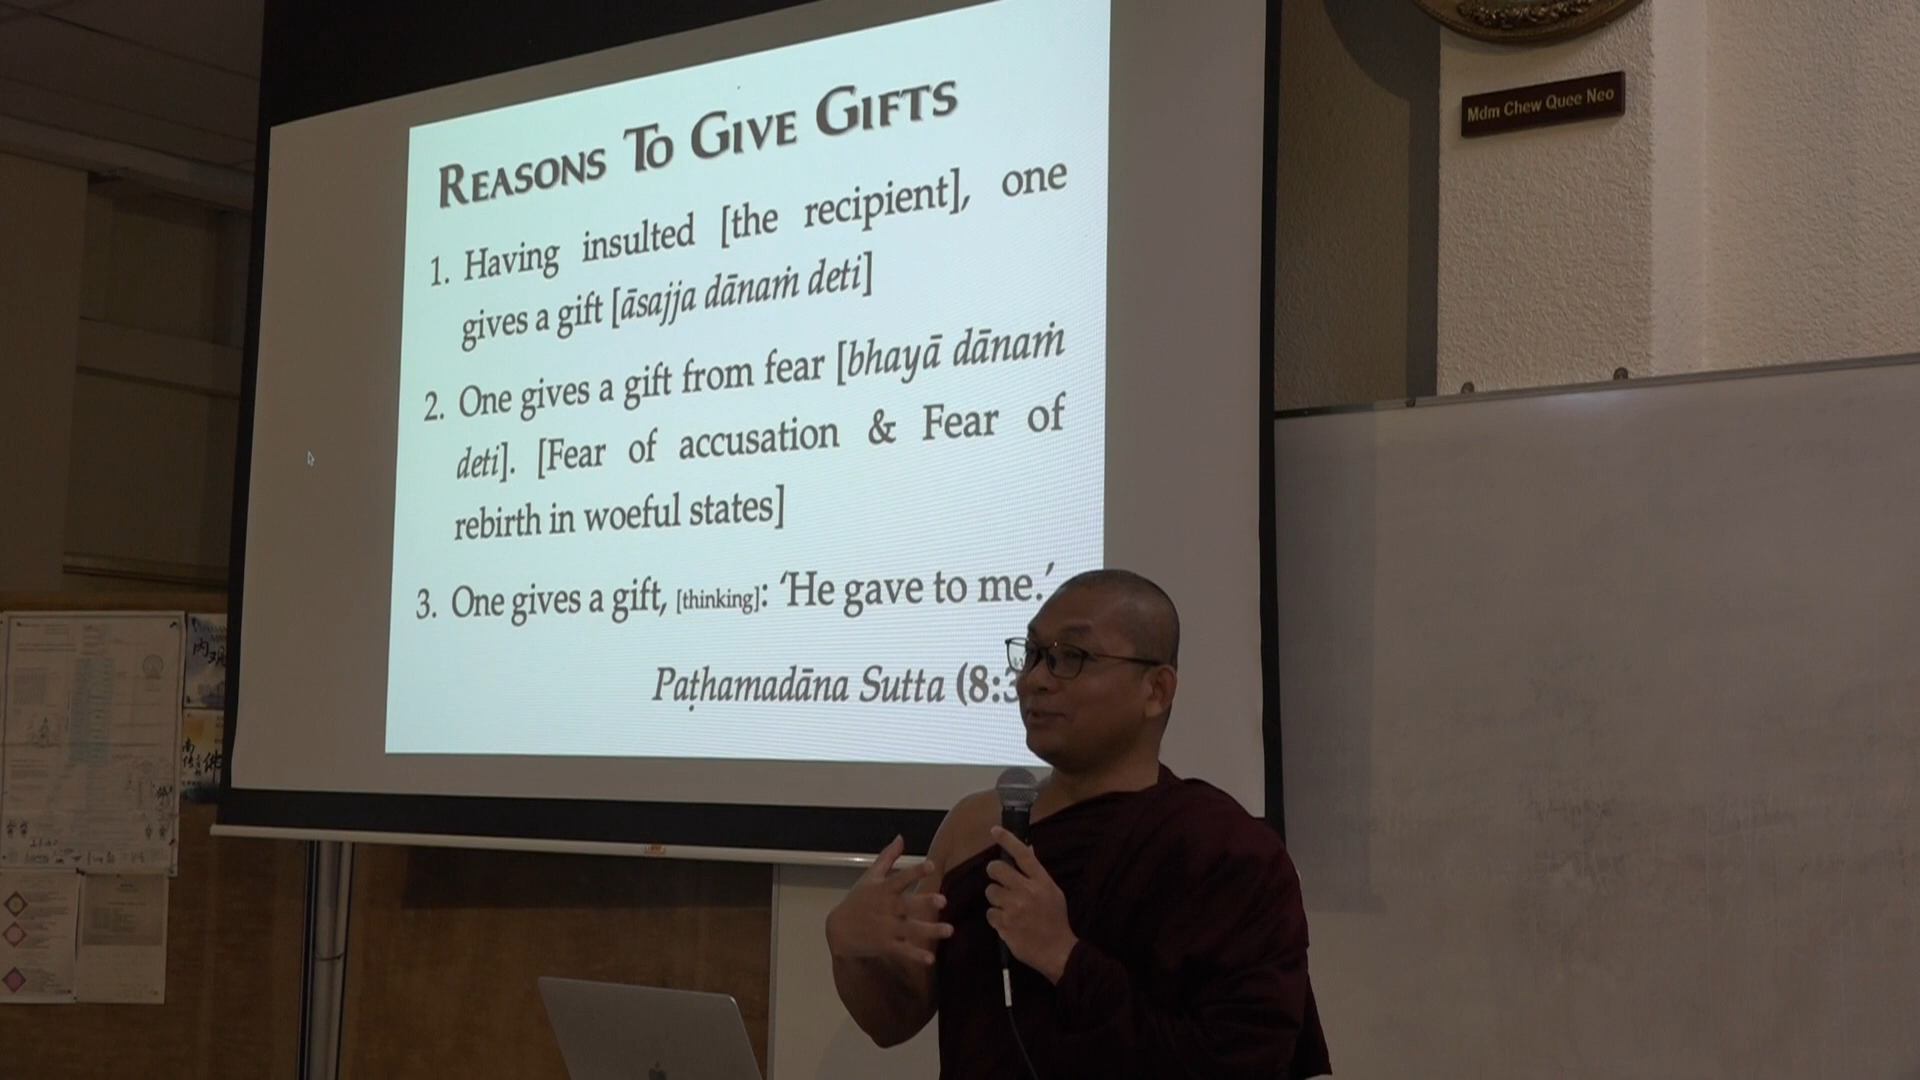 REASONS TO GIVE GIFTS
1. Having insulted [the recipient], one
gives a gift [āsajja dānaṁ deti]
2. One gives a gift from fear [bhayā dānaṁ
deti]. [Fear of accusation & Fear of
rebirth in woeful states]
3. One gives a gift, [thinking]: ‘He gave to me.’
Paṭhamadāna Sutta (8:3
Mdm Chew Quee Neo